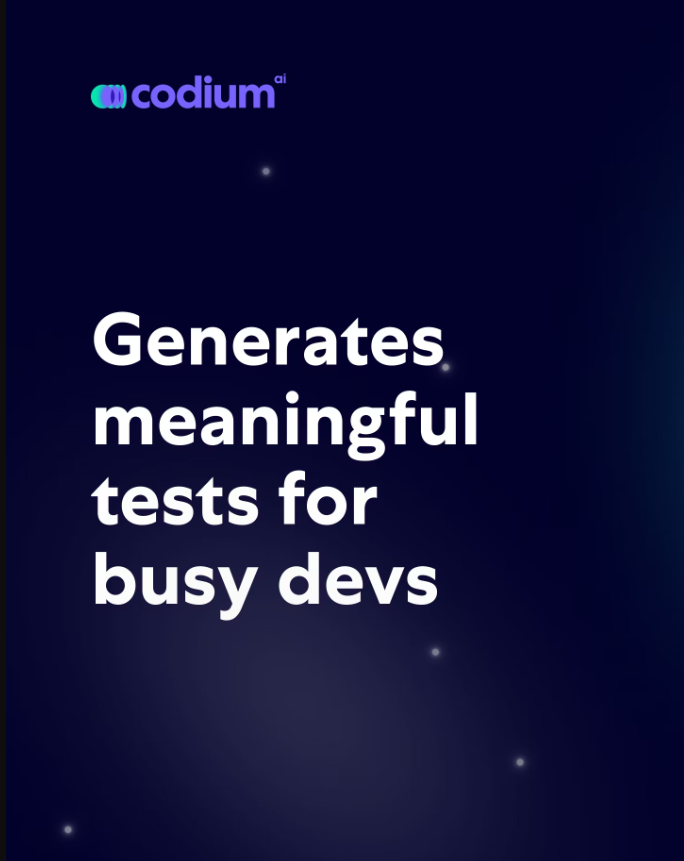 codium ai
Generates
meaningful
tests for
busy devs